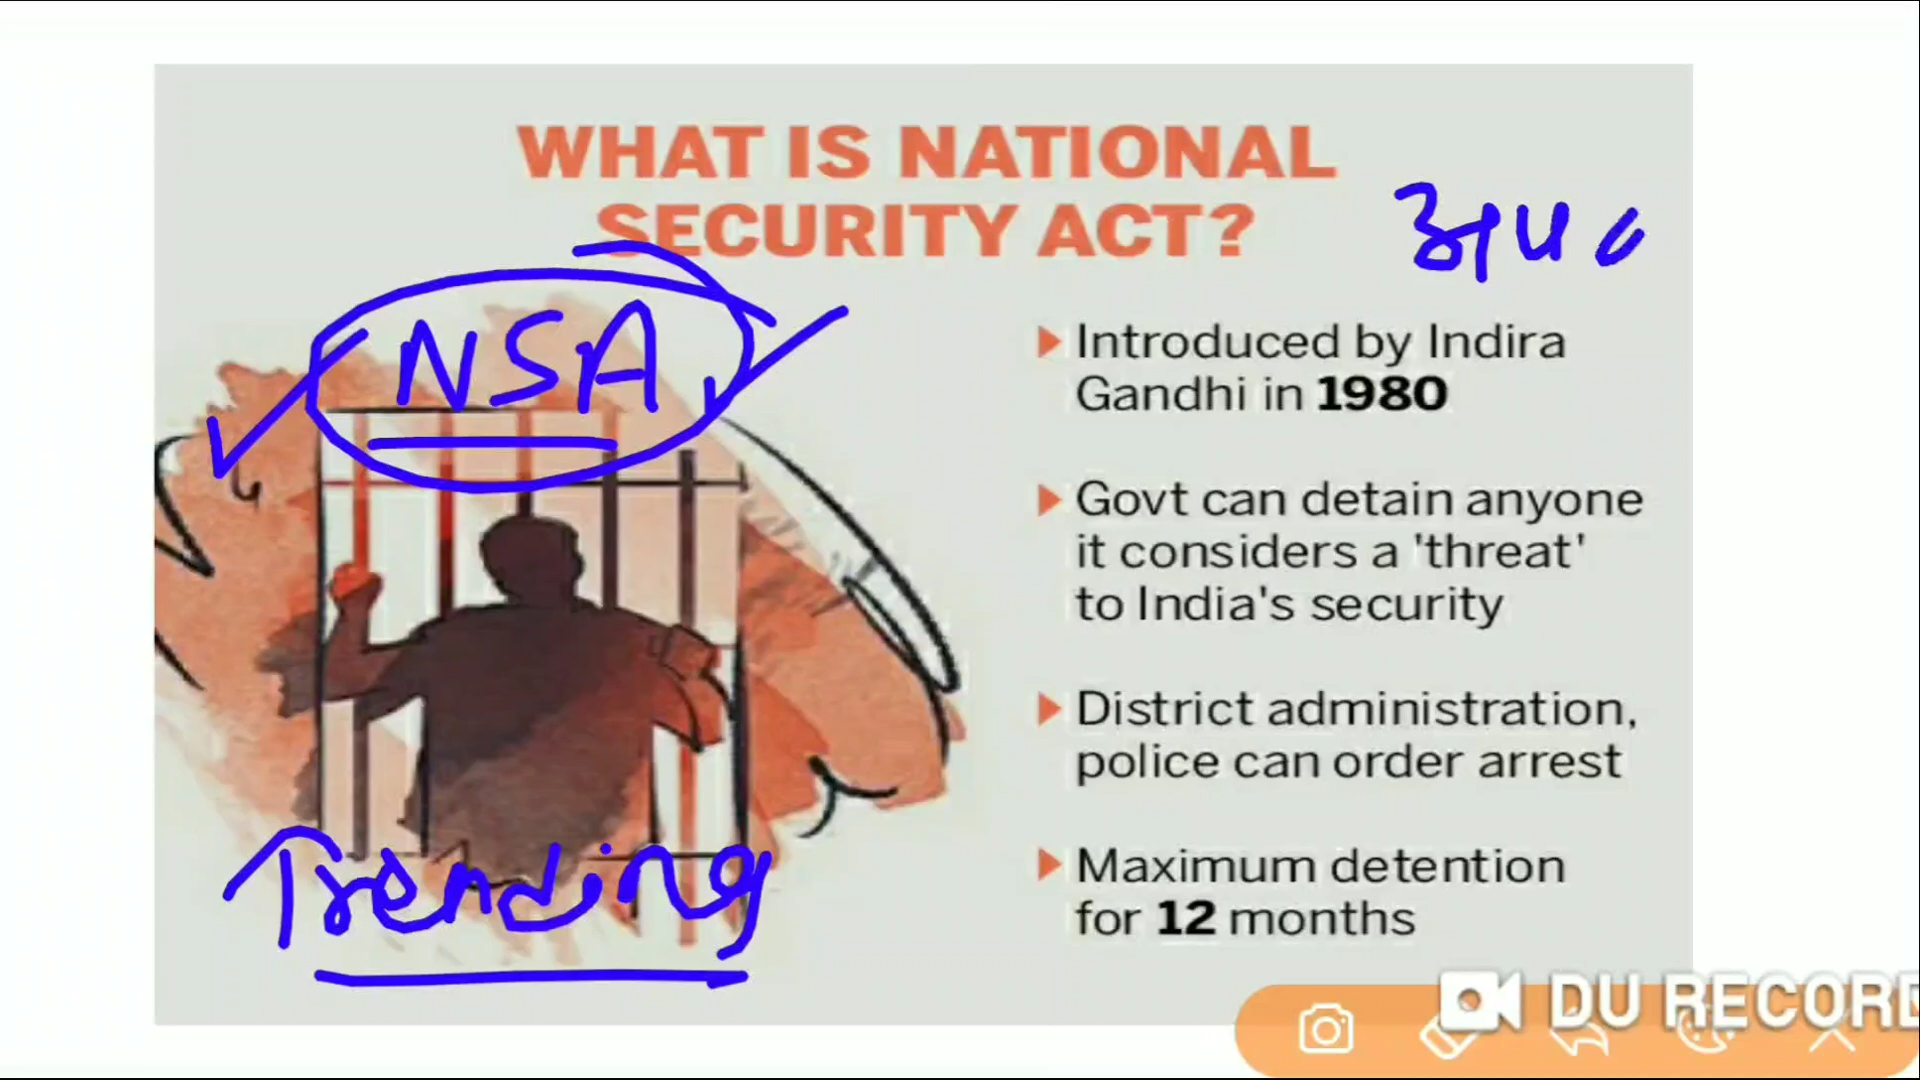 WHAT IS NATIONAL
SECURITY ACT?
NSA
Introduced by Indira
Gandhi in 1980
Govt can detain anyone
it considers a 'threat'
to India's security
District administration,
police can order arrest
Maximum detention
for 12 months
Trending
DU RECORD